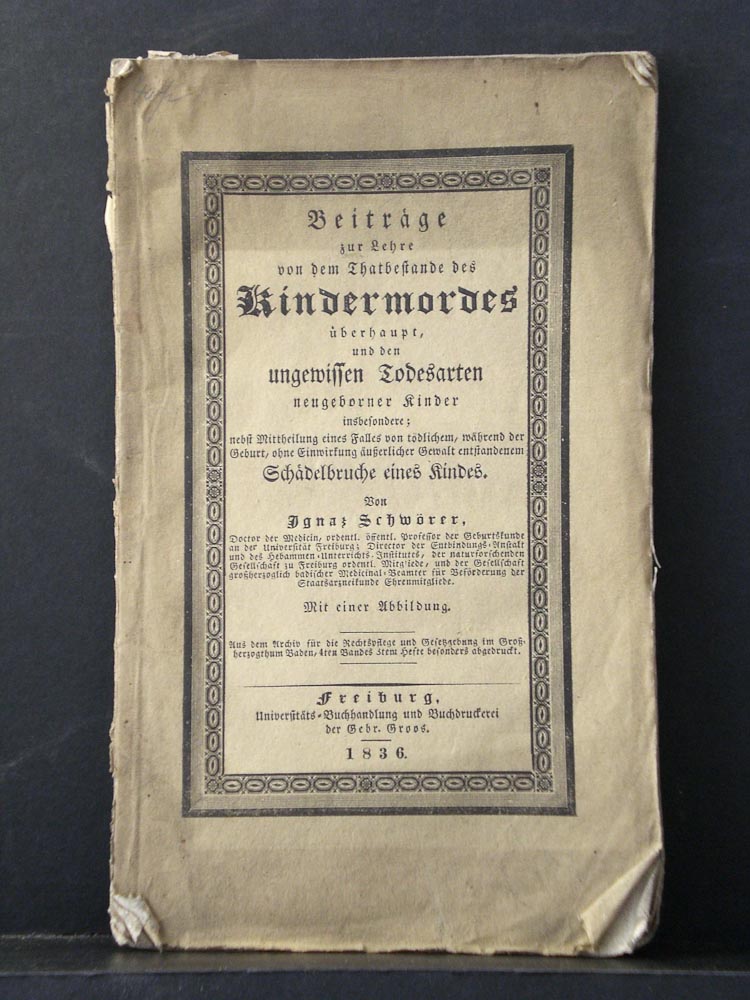 Beiträge
zur Lehre
von dem Thatbestande des
Kindermordes
überhaupt,
und den
ungewissen Todesarten
neugeborner Kinder
insbesondere;
nebst Mittheilung eines Falles von tödlichem, während der
Geburt, ohne Einwirkung äußerlicher Gewalt entstandenem
Schädelbruche eines Kindes.
Von
Ignaz Schwörer,
Doctor der Medicin, ordentl. öffentl. Professor der Geburtskunde
an der Universität Freiburg; Director der Entbindungs-Anstalt
und des Hebammen-Unterrichts-Institutes, der naturforschenden
Gesellschaft zu Freiburg ordentl. Mitgliede, und der Gesellschaft
großherzoglich badischer Medicinal-Beamter für Beförderung der
Staatsarzneikunde Ehrenmitgliede.
Mit einer Abbildung.
Aus dem Archiv für die Rechtspflege und Gesetzgebung im Groß-
herzogthum Baden, 4ten Bandes 3tem Hefte besonders abgedruckt.
Freiburg,
Universitäts-Buchhandlung und Buchdruckerei
der Gebr. Groos.
1836.